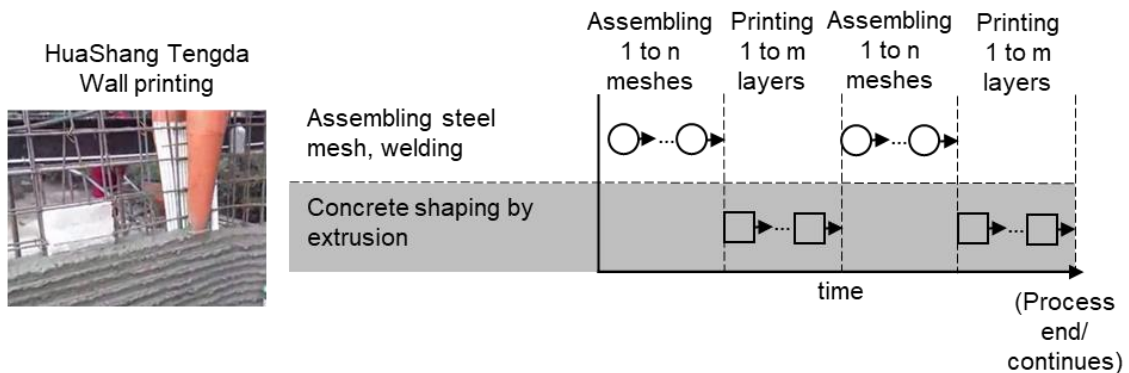 HuaShang Tengda
Wall printing
Assembling
1 to n
meshes
Printing
1 to m
layers
Assembling
1 to n
meshes
Printing
1 to m
layers
Assembling steel
mesh, welding
...
...
Concrete shaping by
extrusion
...
...
time
(Process
end/
continues)